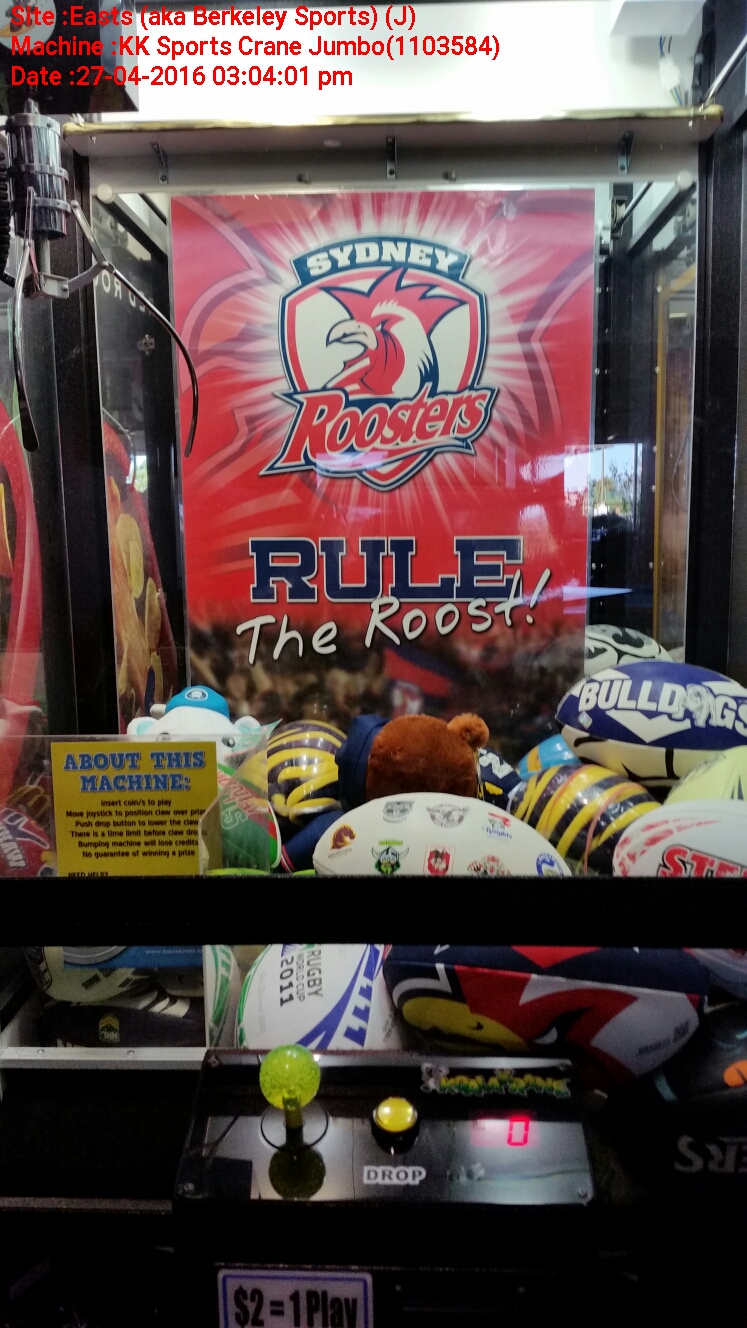 Site :Easts (aka Berkeley Sports) (J)
Machine :KK Sports Crane Jumbo(1103584)
Date :27-04-2016 03:04:01 pm
SYDNEY
Roosters
RULE
The Roost!
BULLDOGS
ABOUT THIS
MACHINE:
Insert coin/s to play
Move joystick to position claw over prize
Push drop button to lower the claw
There is a time limit before claw drops
Bumping machine will lose credits
No guarantee of winning a prize
NEED HELP?
Knights
RUGBY
WORLD CUP
2011
0
DROP
$2 = 1 Play